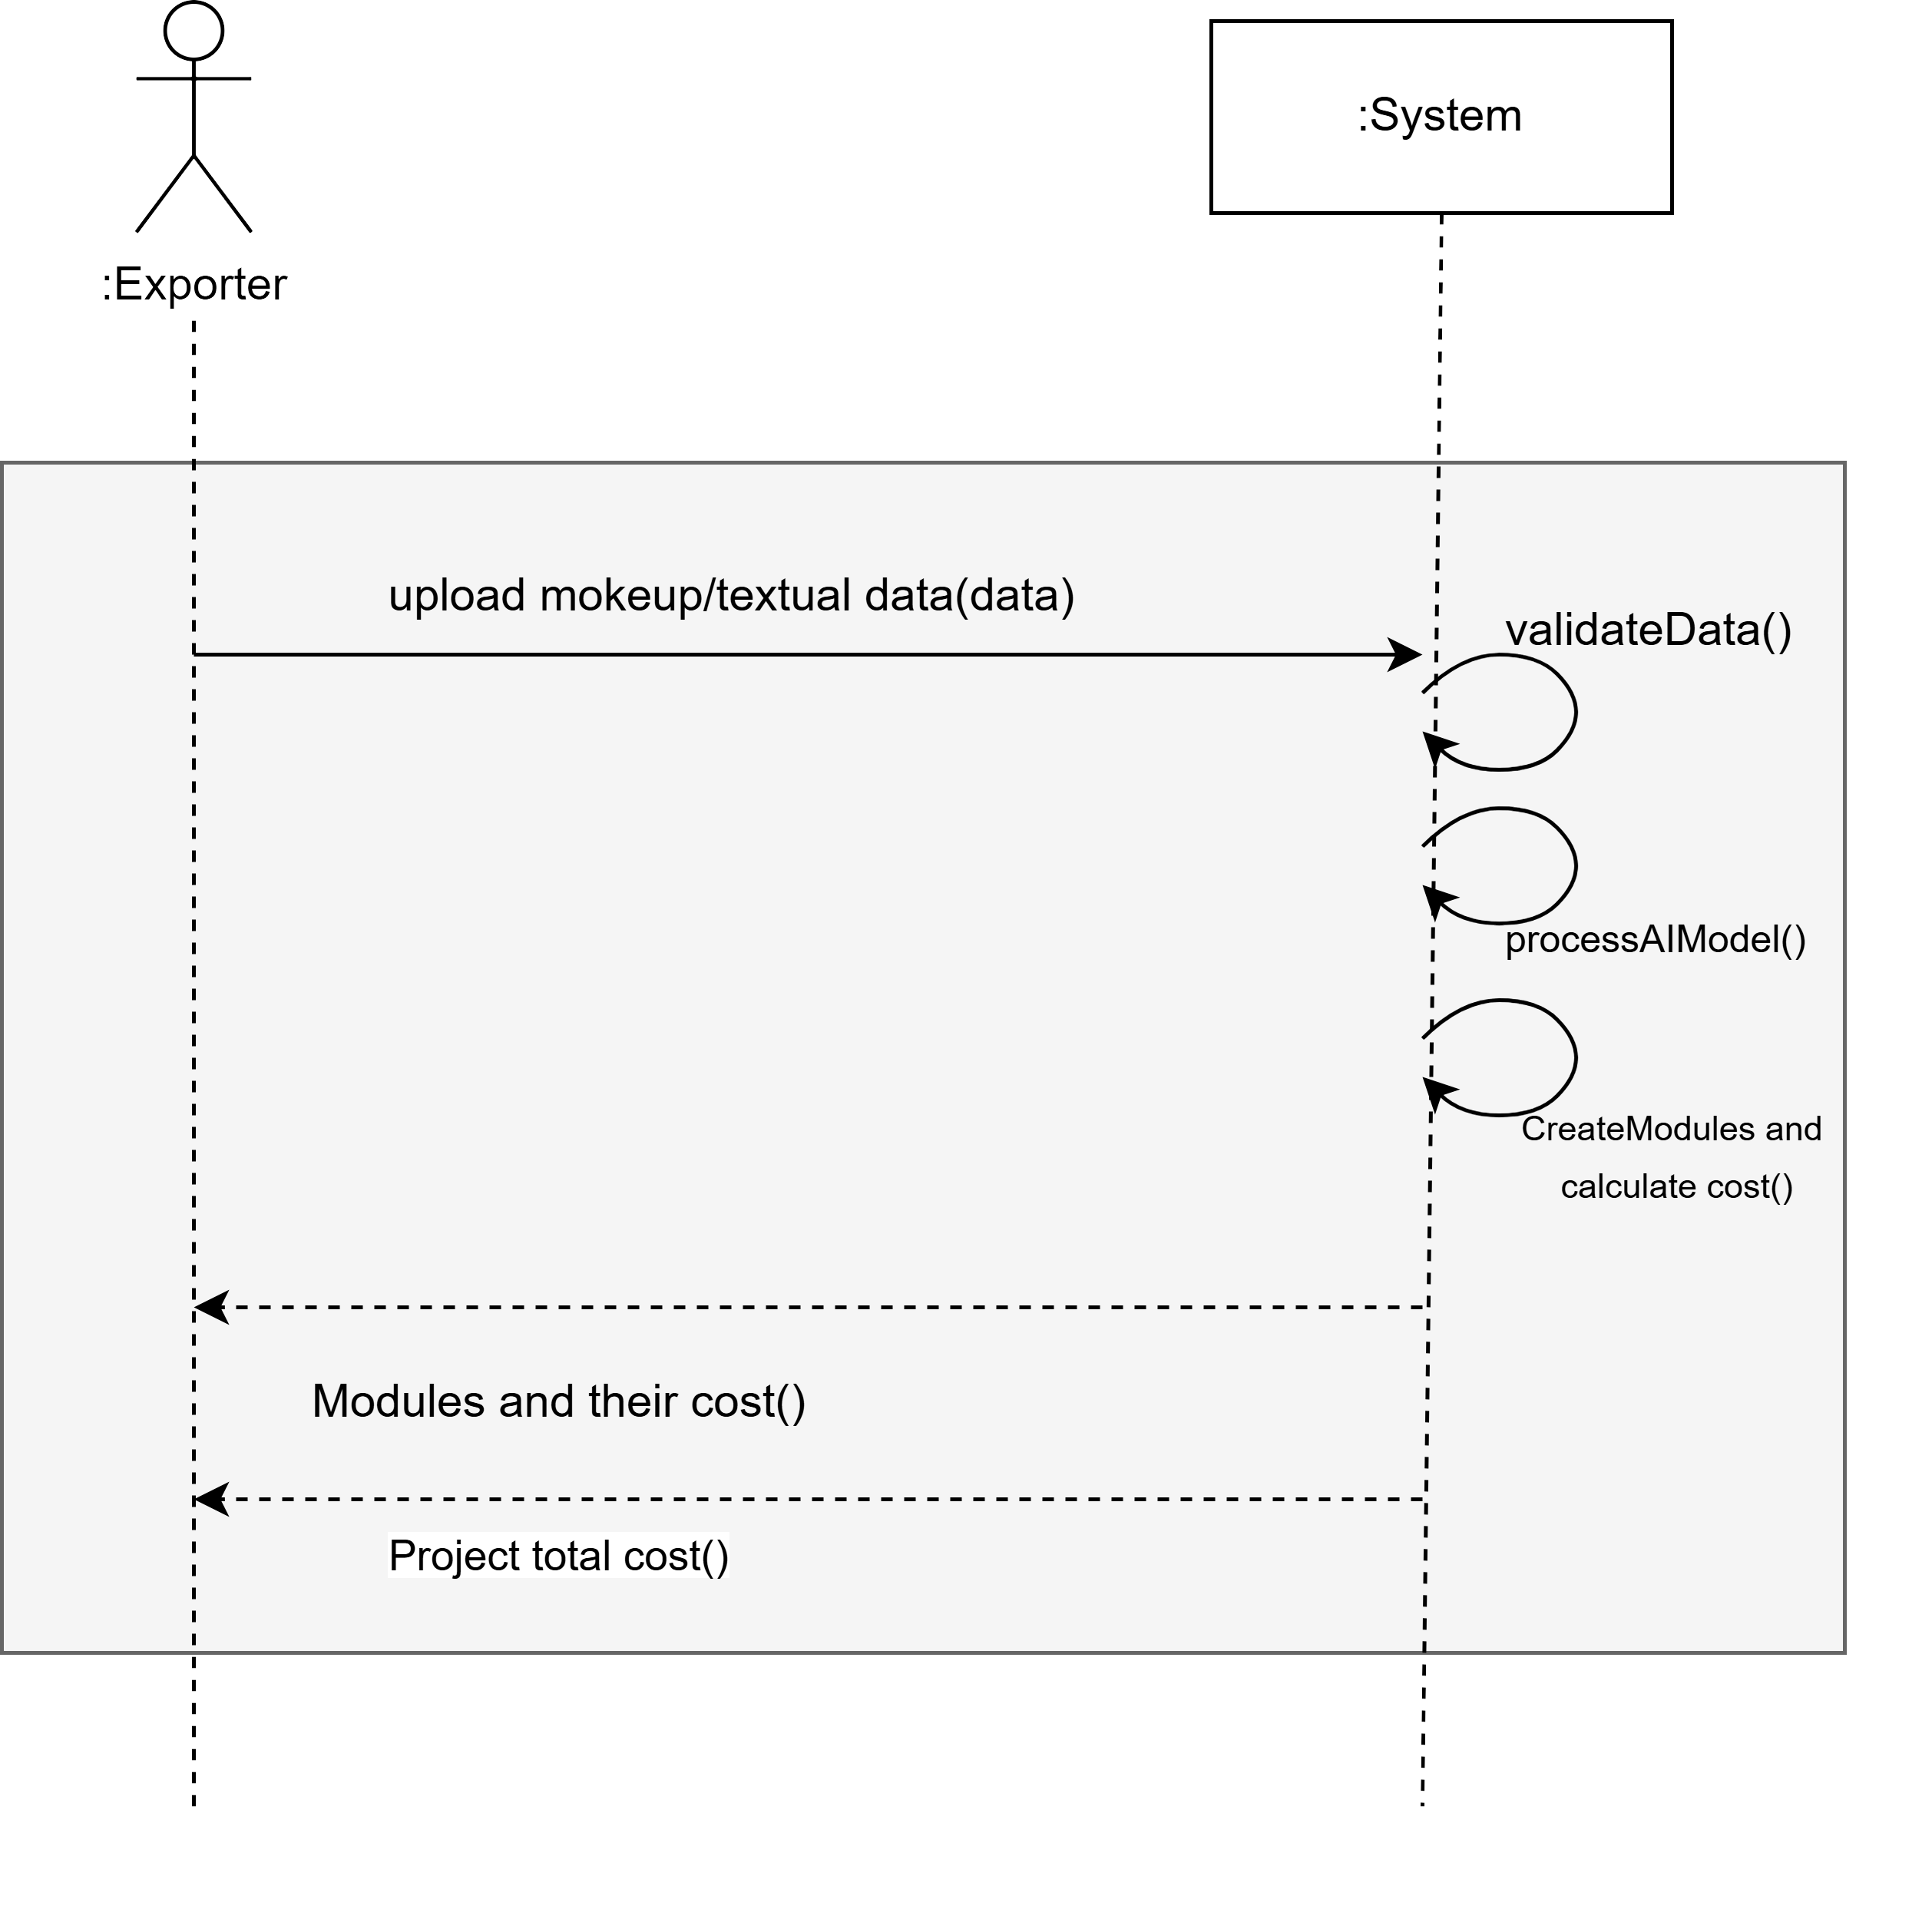 :System
:Exporter
upload mokeup/textual data(data)
validateData()
processAIModel()
CreateModules and
calculate cost()
Modules and their cost()
Project total cost()